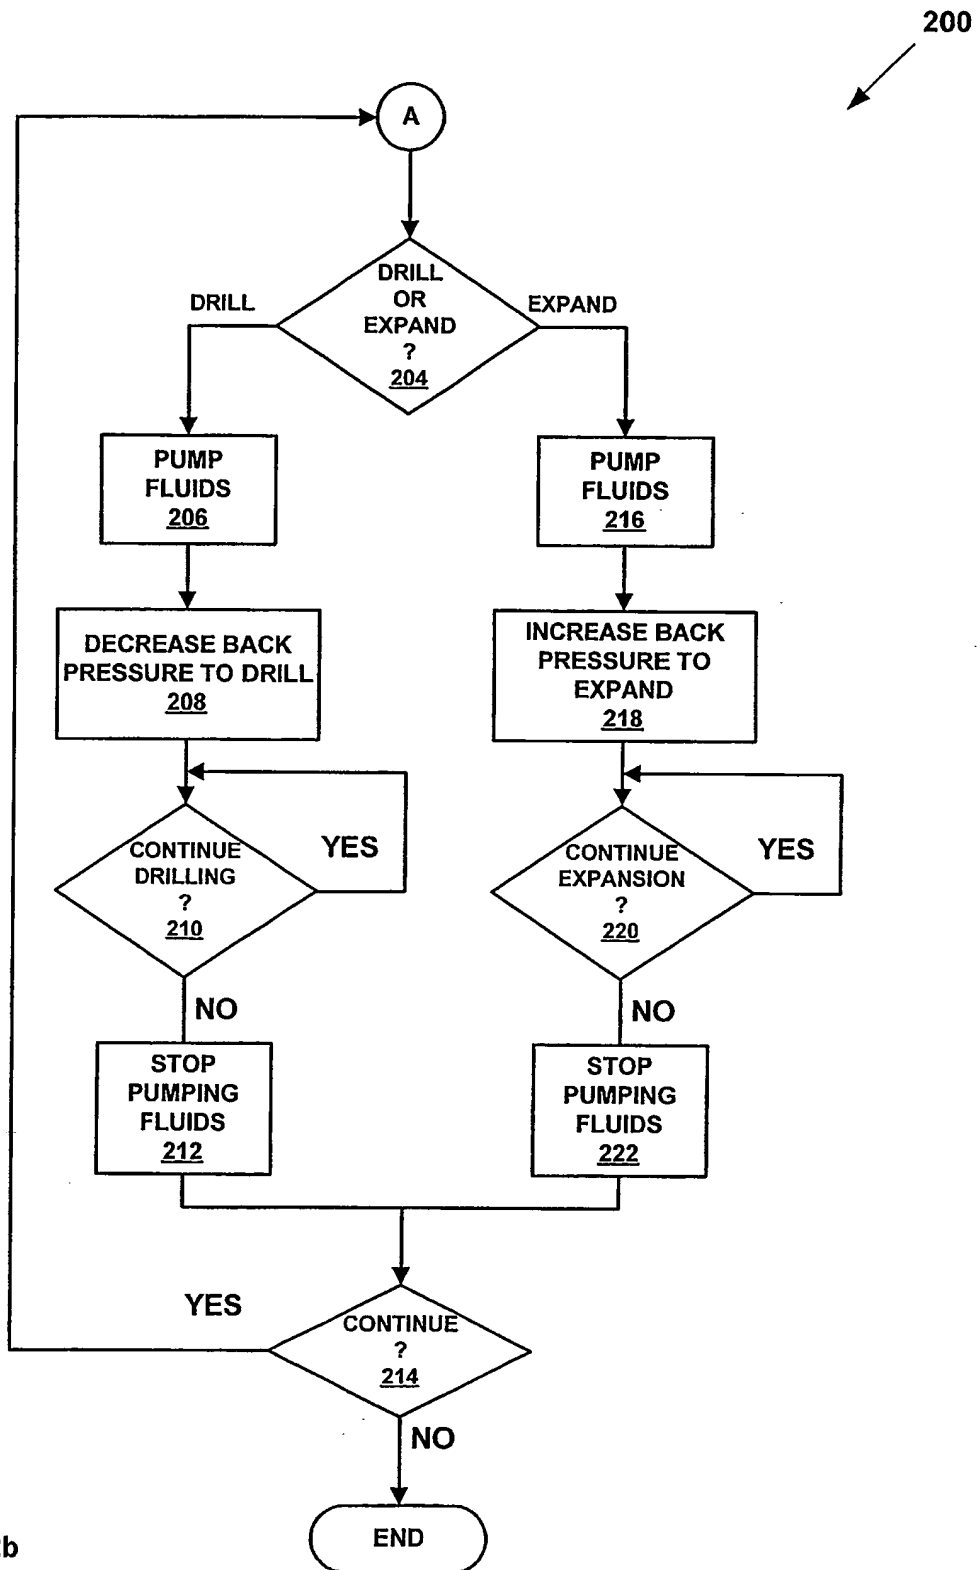 200
A
DRILL
OR
EXPAND
?
204
DRILL
EXPAND
PUMP
FLUIDS
206
PUMP
FLUIDS
216
DECREASE BACK
PRESSURE TO DRILL
208
INCREASE BACK
PRESSURE TO
EXPAND
218
CONTINUE
DRILLING
?
210
YES
CONTINUE
EXPANSION
?
220
YES
NO
NO
STOP
PUMPING
FLUIDS
212
STOP
PUMPING
FLUIDS
222
YES
CONTINUE
?
214
NO
END
b